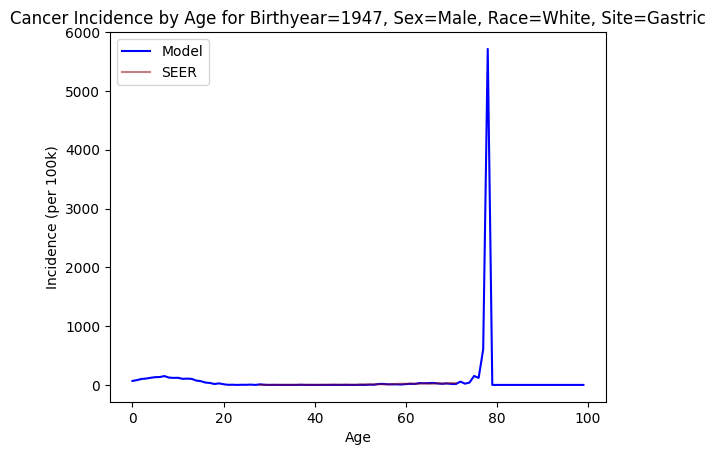 Cancer Incidence by Age for Birthyear=1947, Sex=Male, Race=White, Site=Gastric
Model
SEER
6000
5000
4000
3000
2000
1000
0
Incidence (per 100k)
0 20 40 60 80 100
Age